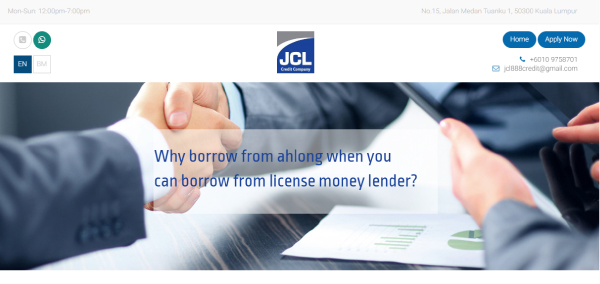 Mon-Sun 12:00pm-7:00pm
No.15, Jalan Medan Tuanku 1, 50300 Kuala Lumpur
JCL
Credit Company
Home
Apply Now
EN
BM
+6010 9758701
jcl888credit@gmail.com
Why borrow from ahlong when you
can borrow from license money lender?